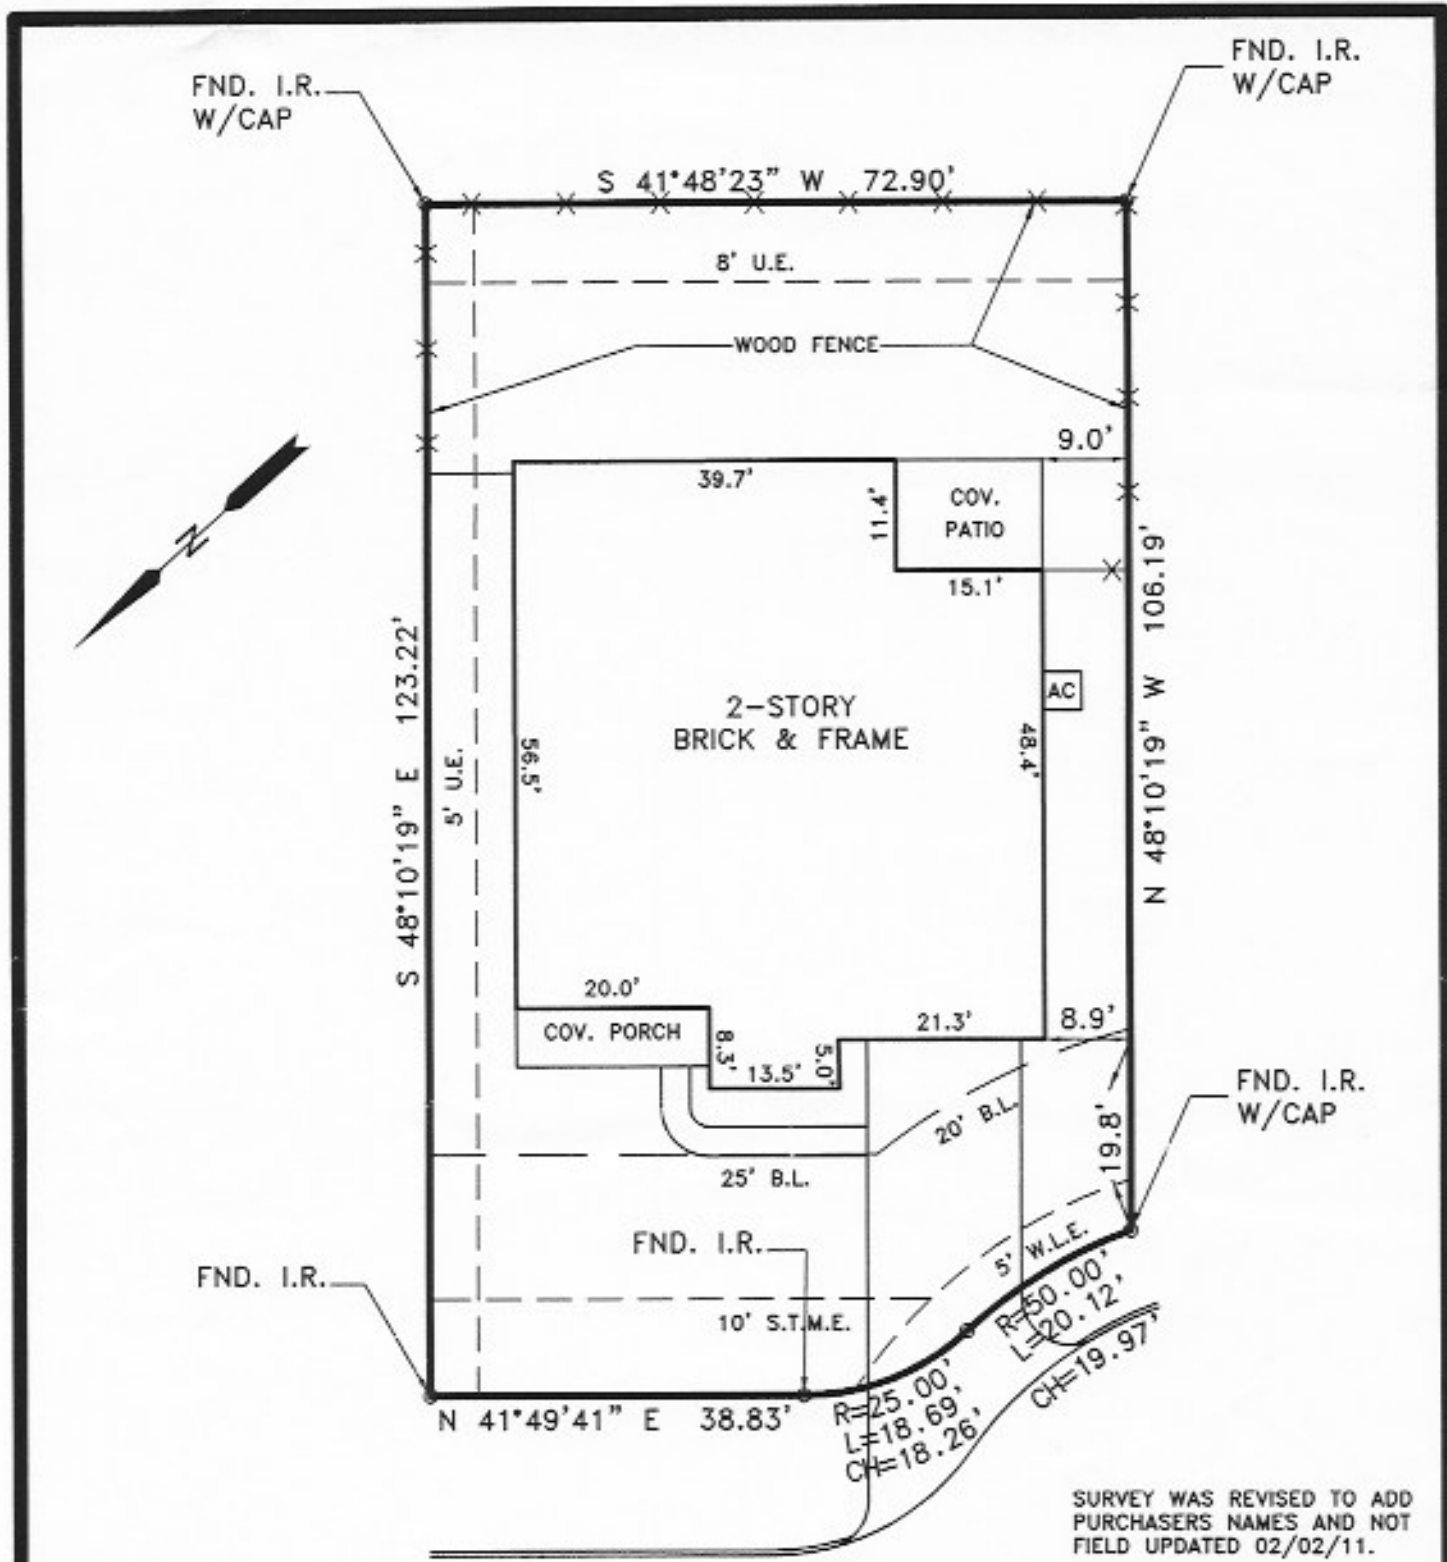 FND. I.R.
W/CAP
FND. I.R.
W/CAP
S 41°48'23" W 72.90'
8' U.E.
WOOD FENCE
9.0'
39.7'
11.4'
COV.
PATIO
15.1'
N
S 48°10'19" E 123.22'
5' U.E.
56.5'
2-STORY
BRICK & FRAME
AC
48.4'
N 48°10'19" W 106.19'
20.0'
COV. PORCH
8.3'
13.5'
5.0'
21.3'
8.9'
20' B.L.
19.8'
FND. I.R.
W/CAP
25' B.L.
FND. I.R.
FND. I.R.
5' W.L.E.
10' S.T.M.E.
R=50.00'
L=20.12'
CH=19.97'
N 41°49'41" E 38.83'
R=25.00'
L=18.69'
CH=18.26'
SURVEY WAS REVISED TO ADD
PURCHASERS NAMES AND NOT
FIELD UPDATED 02/02/11.